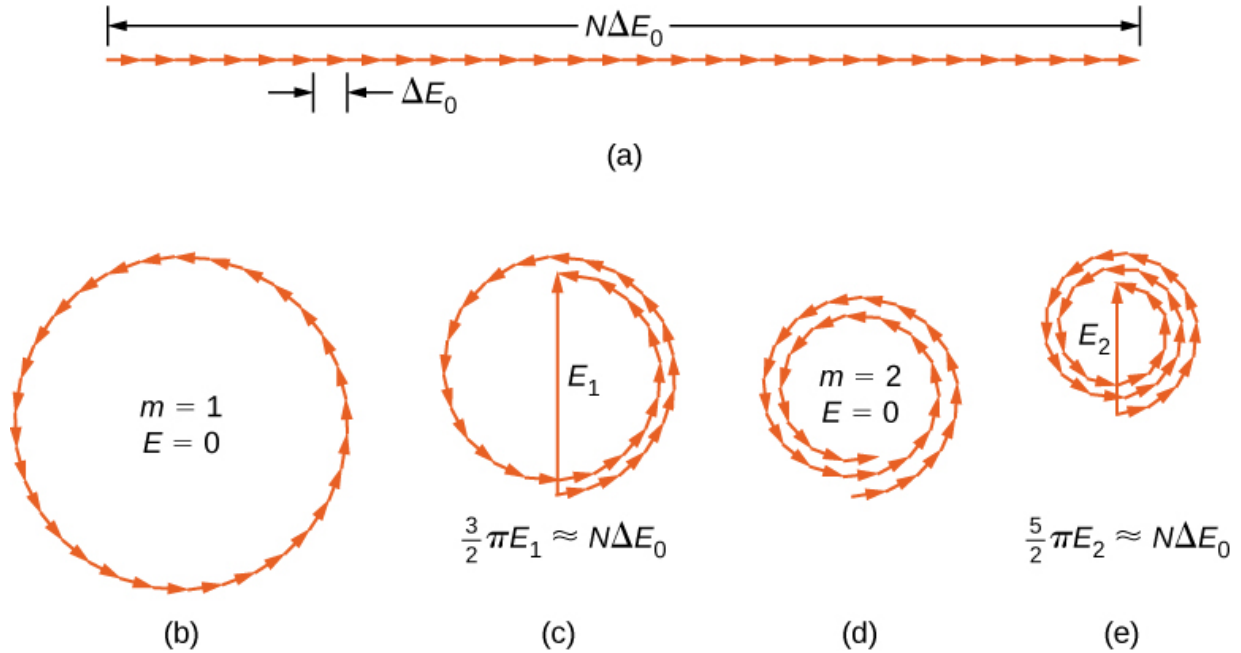 NΔE₀
ΔE₀
(a)
m = 1
E = 0
E₁
m = 2
E = 0
E₂
3/2 πE₁ ≈ NΔE₀
5/2 πE₂ ≈ NΔE₀
(b)
(c)
(d)
(e)